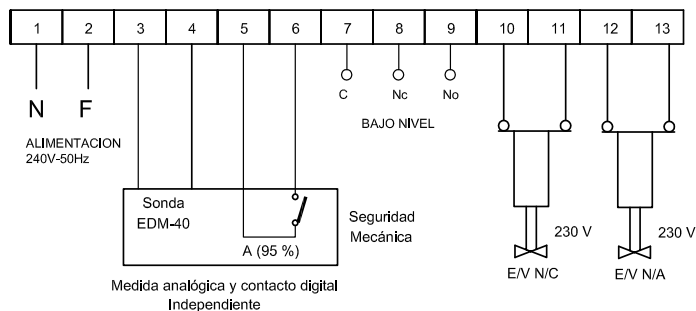 1 2 3 4 5 6 7 8 9 10 11 12 13
N F
C Nc No
ALIMENTACION
240V-50Hz
BAJO NIVEL
Sonda
EDM-40
A (95 %)
Seguridad
Mecánica
230 V
E/V N/C
230 V
E/V N/A
Medida analógica y contacto digital
Independiente